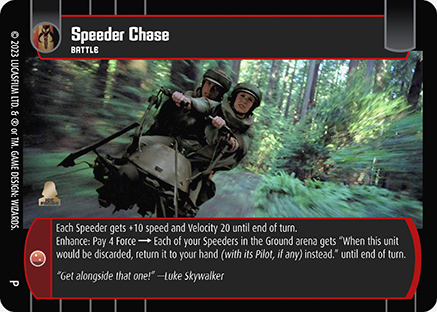 Speeder Chase
BATTLE
© 2023 LUCASFILM LTD. & ® or TM. GAME DESIGN: WIZARDS.
Each Speeder gets +10 speed and Velocity 20 until end of turn.
Enhance: Pay 4 Force → Each of your Speeders in the Ground arena gets “When this unit
would be discarded, return it to your hand (with its Pilot, if any) instead.” until end of turn.
“Get alongside that one!” —Luke Skywalker
P